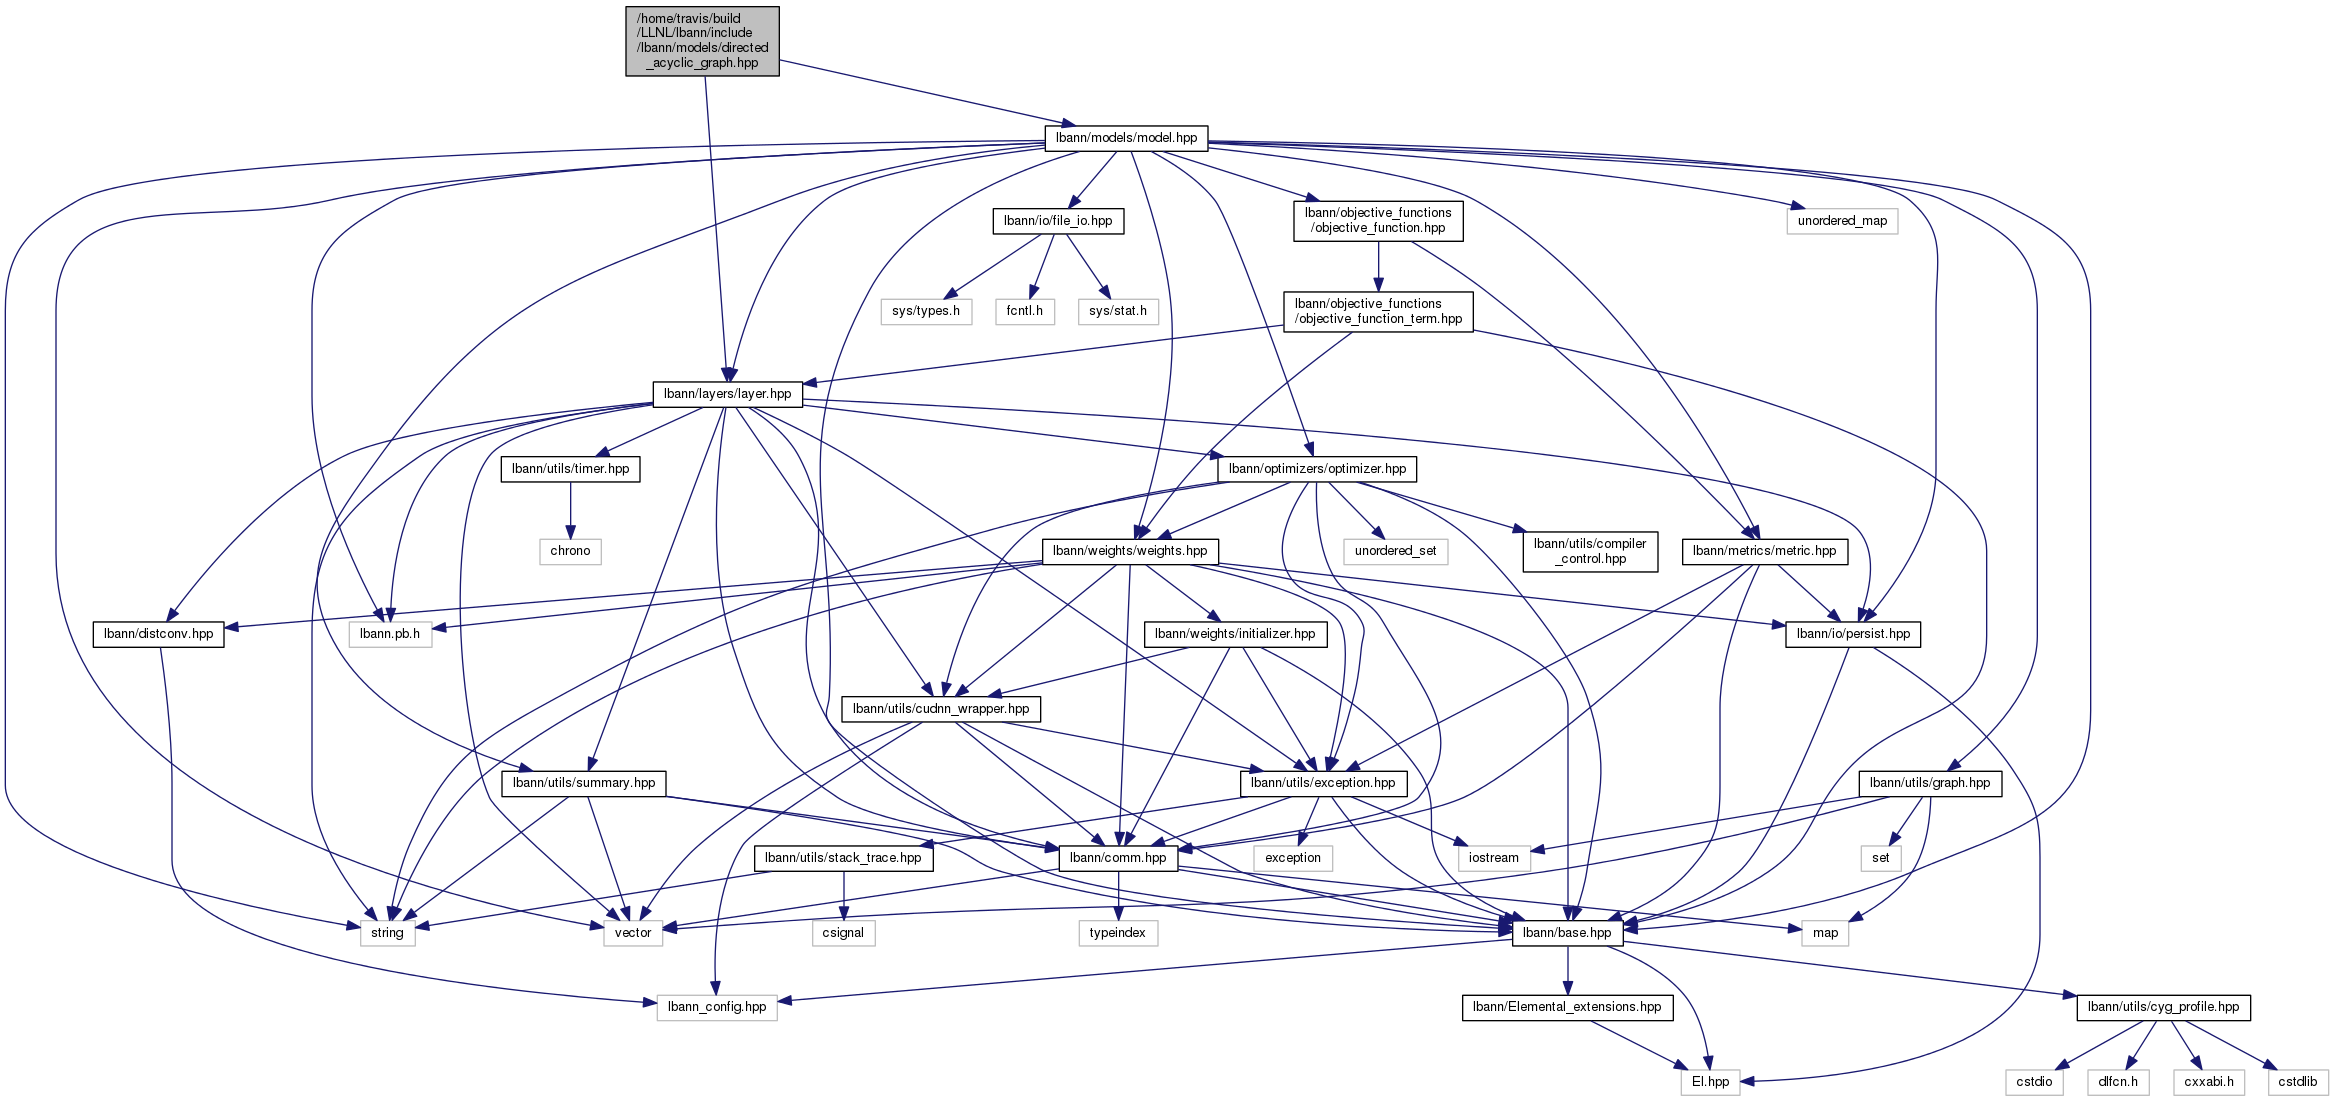 /home/travis/build
/LLNL/lbann/include
/lbann/models/directed
_acyclic_graph.hpp
lbann/models/model.hpp
lbann/io/file_io.hpp
lbann/objective_functions
/objective_function.hpp
unordered_map
sys/types.h
fcntl.h
sys/stat.h
lbann/objective_functions
/objective_function_term.hpp
lbann/layers/layer.hpp
lbann/utils/timer.hpp
lbann/optimizers/optimizer.hpp
chrono
lbann/weights/weights.hpp
unordered_set
lbann/utils/compiler
_control.hpp
lbann/metrics/metric.hpp
lbann/distconv.hpp
lbann.pb.h
lbann/weights/initializer.hpp
lbann/io/persist.hpp
lbann/utils/cudnn_wrapper.hpp
lbann/utils/summary.hpp
lbann/utils/exception.hpp
lbann/utils/graph.hpp
lbann/utils/stack_trace.hpp
lbann/comm.hpp
exception
iostream
set
string
vector
csignal
typeindex
lbann/base.hpp
map
lbann_config.hpp
lbann/Elemental_extensions.hpp
lbann/utils/cyg_profile.hpp
El.hpp
cstdio
dlfcn.h
cxxabi.h
cstdlib